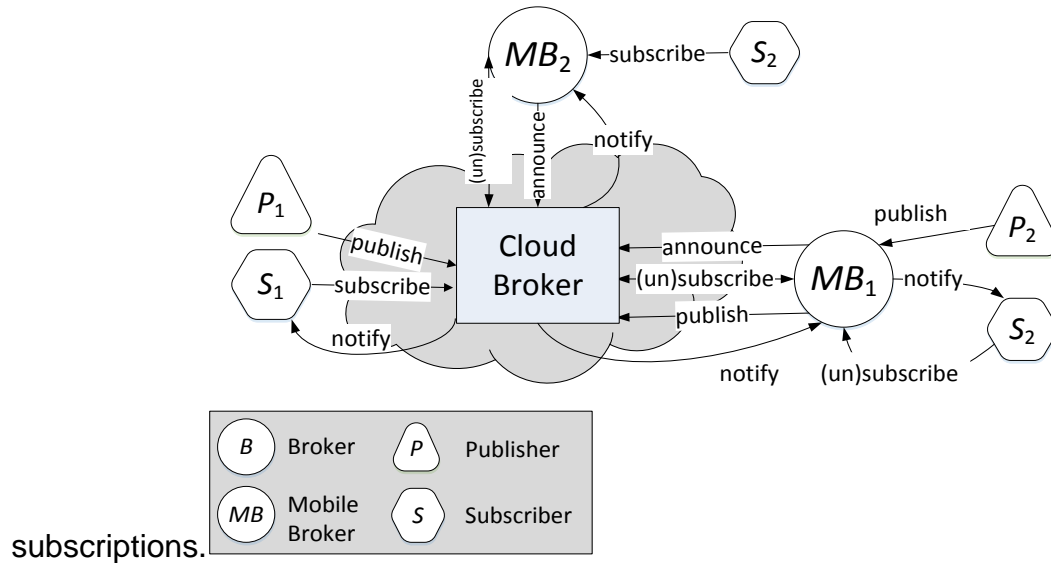 MB2
subscribe
S2
(un)subscribe
announce
notify
P1
publish
S1
subscribe
notify
Cloud
Broker
announce
(un)subscribe
publish
notify
MB1
publish
P2
notify
S2
(un)subscribe
B Broker
P Publisher
MB Mobile
Broker
S Subscriber
subscriptions.